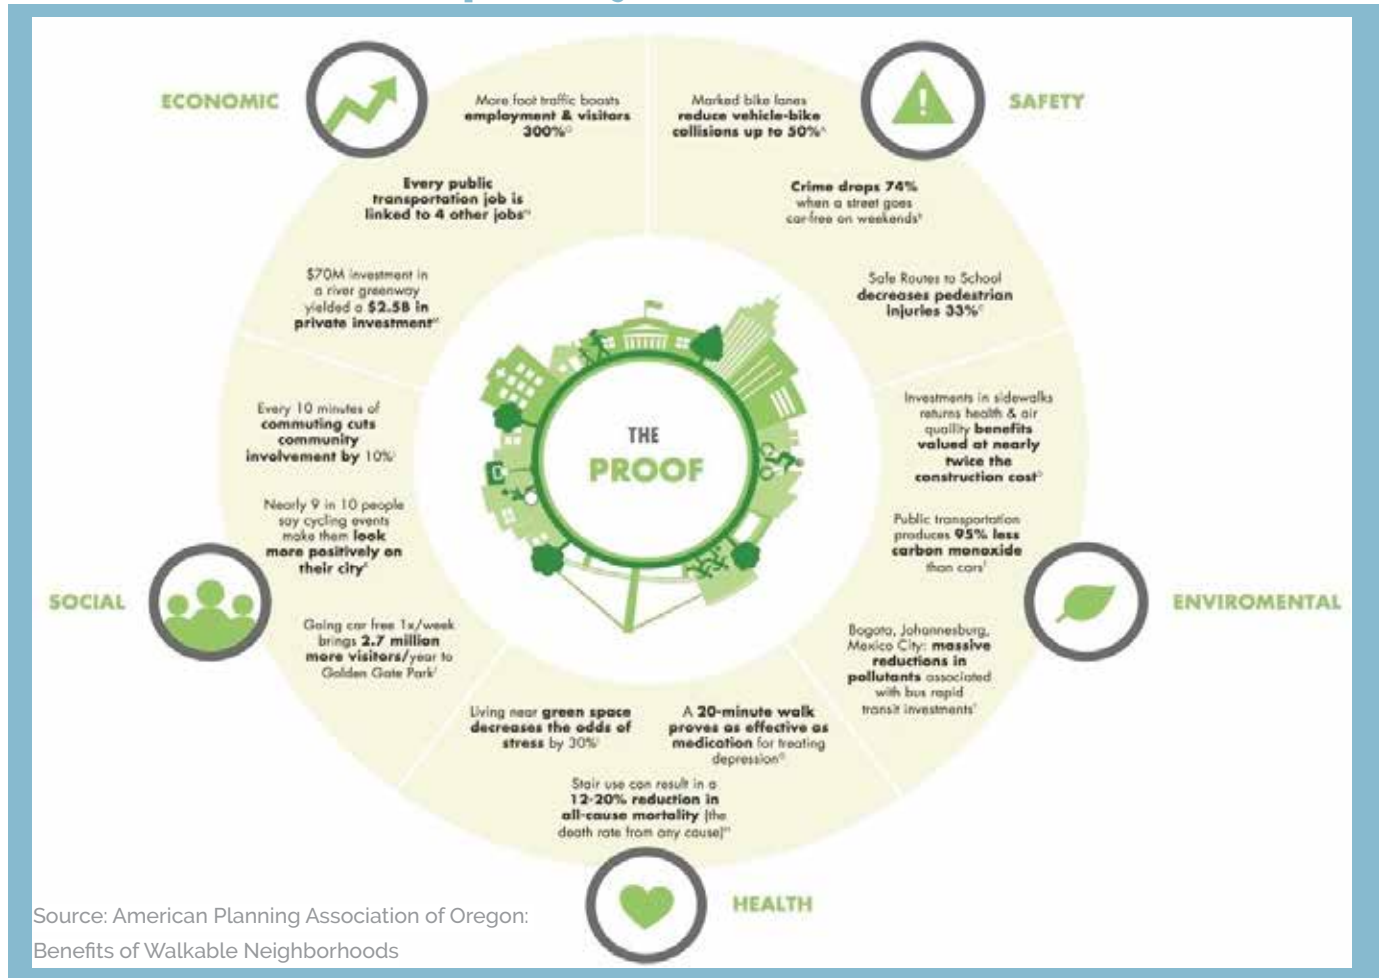 ECONOMIC
More foot traffic boosts
employment & visitors
300%
Every public
transportation job is
linked to 4 other jobs
$70M investment in
a river greenway
yielded a $2.5B in
private investment
SAFETY
Marked bike lanes
reduce vehicle-bike
collisions up to 50%
Crime drops 74%
when a street goes
car-free on weekends
Safe Routes to School
decreases pedestrian
injuries 33%
THE
PROOF
ENVIROMENTAL
Investments in sidewalks
returns health & air
quality benefits
valued at nearly
twice the
construction cost
Public transportation
produces 95% less
carbon monoxide
than cars
Bogota, Johannesburg,
Mexico City: massive
reductions in
pollutants associated
with bus rapid
transit investments
SOCIAL
Every 10 minutes of
commuting cuts
community
involvement by 10%
Nearly 9 in 10 people
say cycling events
make them look
more positively on
their city
Going car free 1x/week
brings 2.7 million
more visitors/year to
Golden Gate Park
Living near green space
decreases the odds of
stress by 30%
A 20-minute walk
proves as effective as
medication for treating
depression
Stair use can result in a
12-20% reduction in
all-cause mortality (the
death rate from any cause)
HEALTH
Source: American Planning Association of Oregon:
Benefits of Walkable Neighborhoods